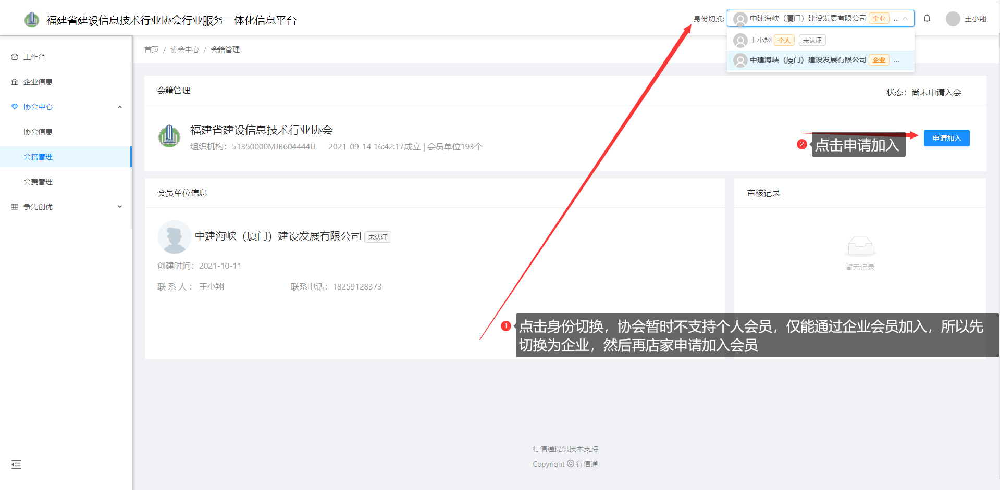 福建省建设信息技术行业协会行业服务一体化信息平台
身份切换: 中建海峡（厦门）建设发展有限公司 企业 ...
王小翔
王小翔 个人 未认证
中建海峡（厦门）建设发展有限公司 企业 ...
工作台
企业信息
协会中心
协会信息
会籍管理
会费管理
争先创优
首页 / 协会中心 / 会籍管理
会籍管理
状态：尚未申请入会
福建省建设信息技术行业协会
组织机构：51350000MJB604444U 2021-09-14 16:42:17成立 | 会员单位193个
2 点击申请加入
申请加入
会员单位信息
中建海峡（厦门）建设发展有限公司 未认证
创建时间：2021-10-11
联 系 人： 王小翔 联系电话：18259128373
审核记录
暂无记录
1 点击身份切换，协会暂时不支持个人会员，仅能通过企业会员加入，所以先
切换为企业，然后再店家申请加入会员
行信通提供技术支持
Copyright © 行信通